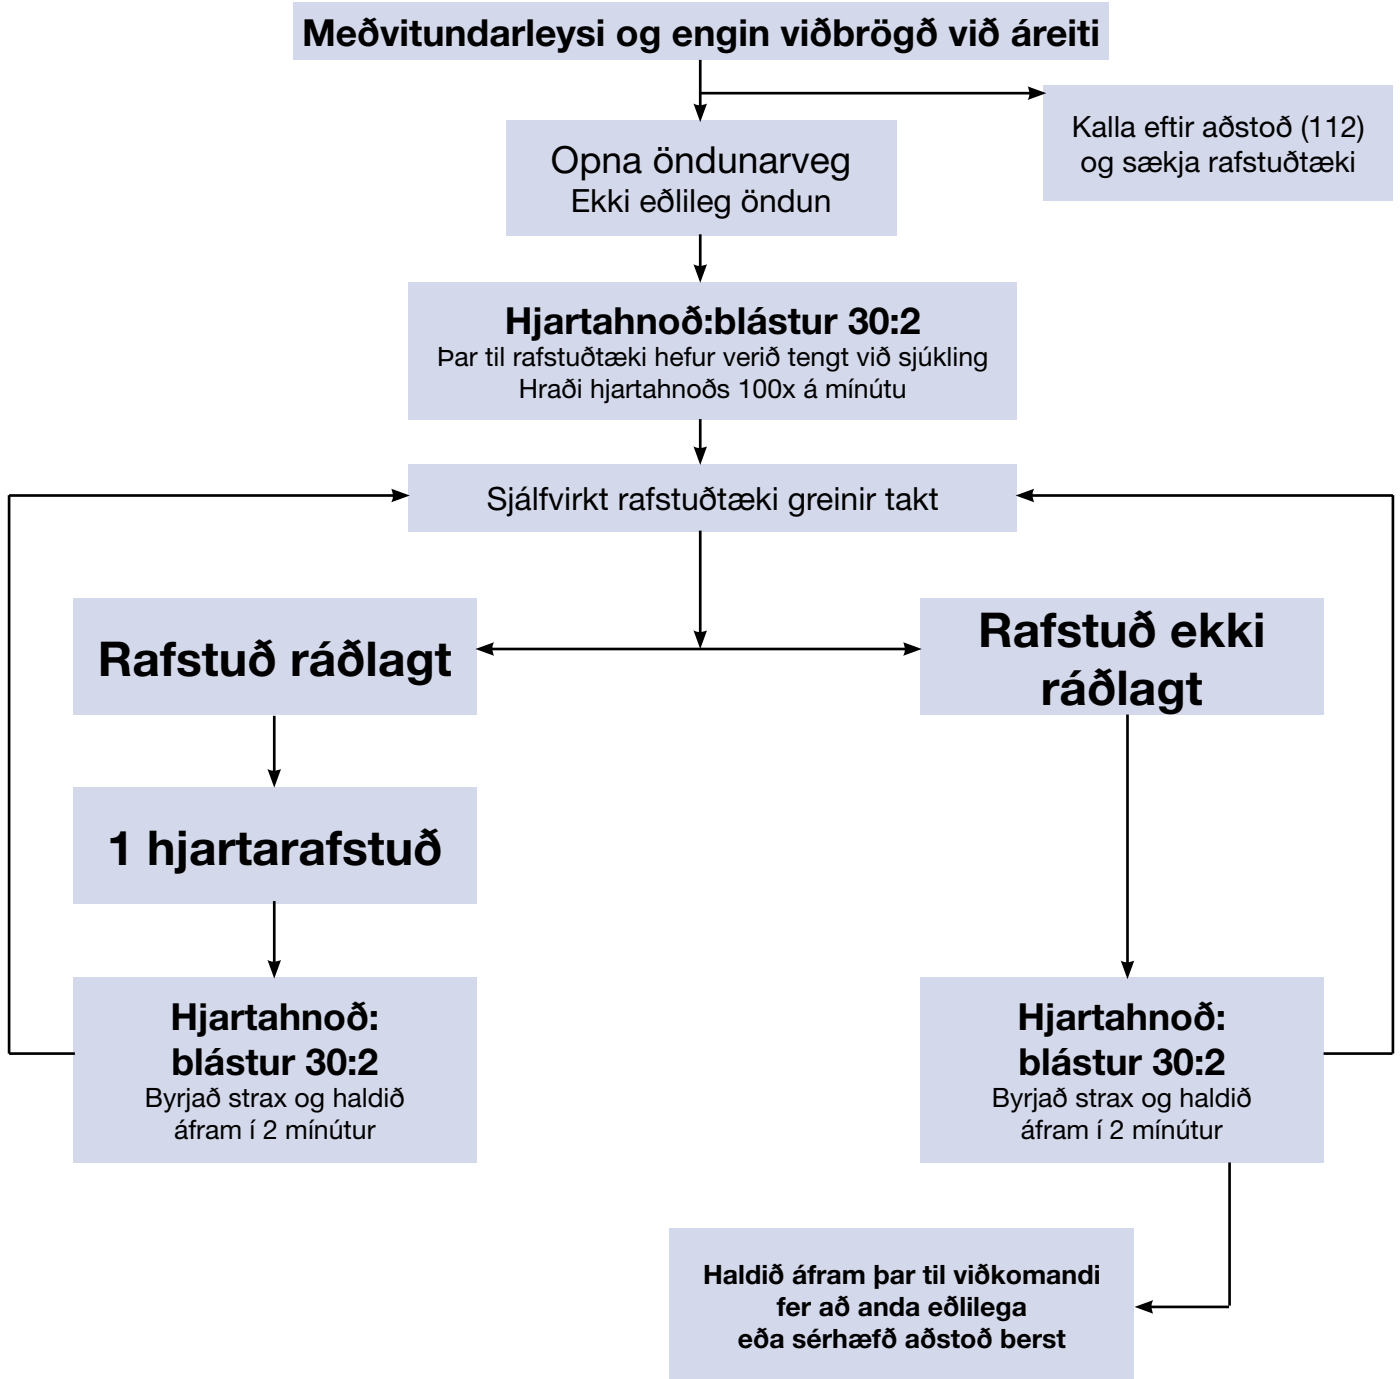 Meðvitundarleysi og engin viðbrögð við áreiti
Kalla eftir aðstoð (112)
og sækja rafstuðtæki
Opna öndunarveg
Ekki eðlileg öndun
Hjartahnoð:blástur 30:2
Þar til rafstuðtæki hefur verið tengt við sjúkling
Hraði hjartahnoðs 100x á mínútu
Sjálfvirkt rafstuðtæki greinir takt
Rafstuð ráðlagt
Rafstuð ekki
ráðlagt
1 hjartarafstuð
Hjartahnoð:
blástur 30:2
Byrjað strax og haldið
áfram í 2 mínútur
Hjartahnoð:
blástur 30:2
Byrjað strax og haldið
áfram í 2 mínútur
Haldið áfram þar til viðkomandi
fer að anda eðlilega
eða sérhæfð aðstoð berst